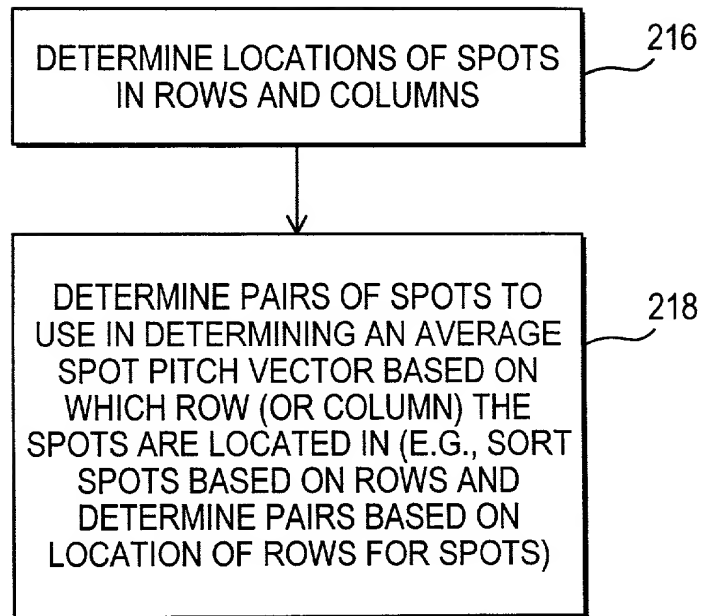 DETERMINE LOCATIONS OF SPOTS
IN ROWS AND COLUMNS
216
DETERMINE PAIRS OF SPOTS TO
USE IN DETERMINING AN AVERAGE
SPOT PITCH VECTOR BASED ON
WHICH ROW (OR COLUMN) THE
SPOTS ARE LOCATED IN (E.G., SORT
SPOTS BASED ON ROWS AND
DETERMINE PAIRS BASED ON
LOCATION OF ROWS FOR SPOTS)
218